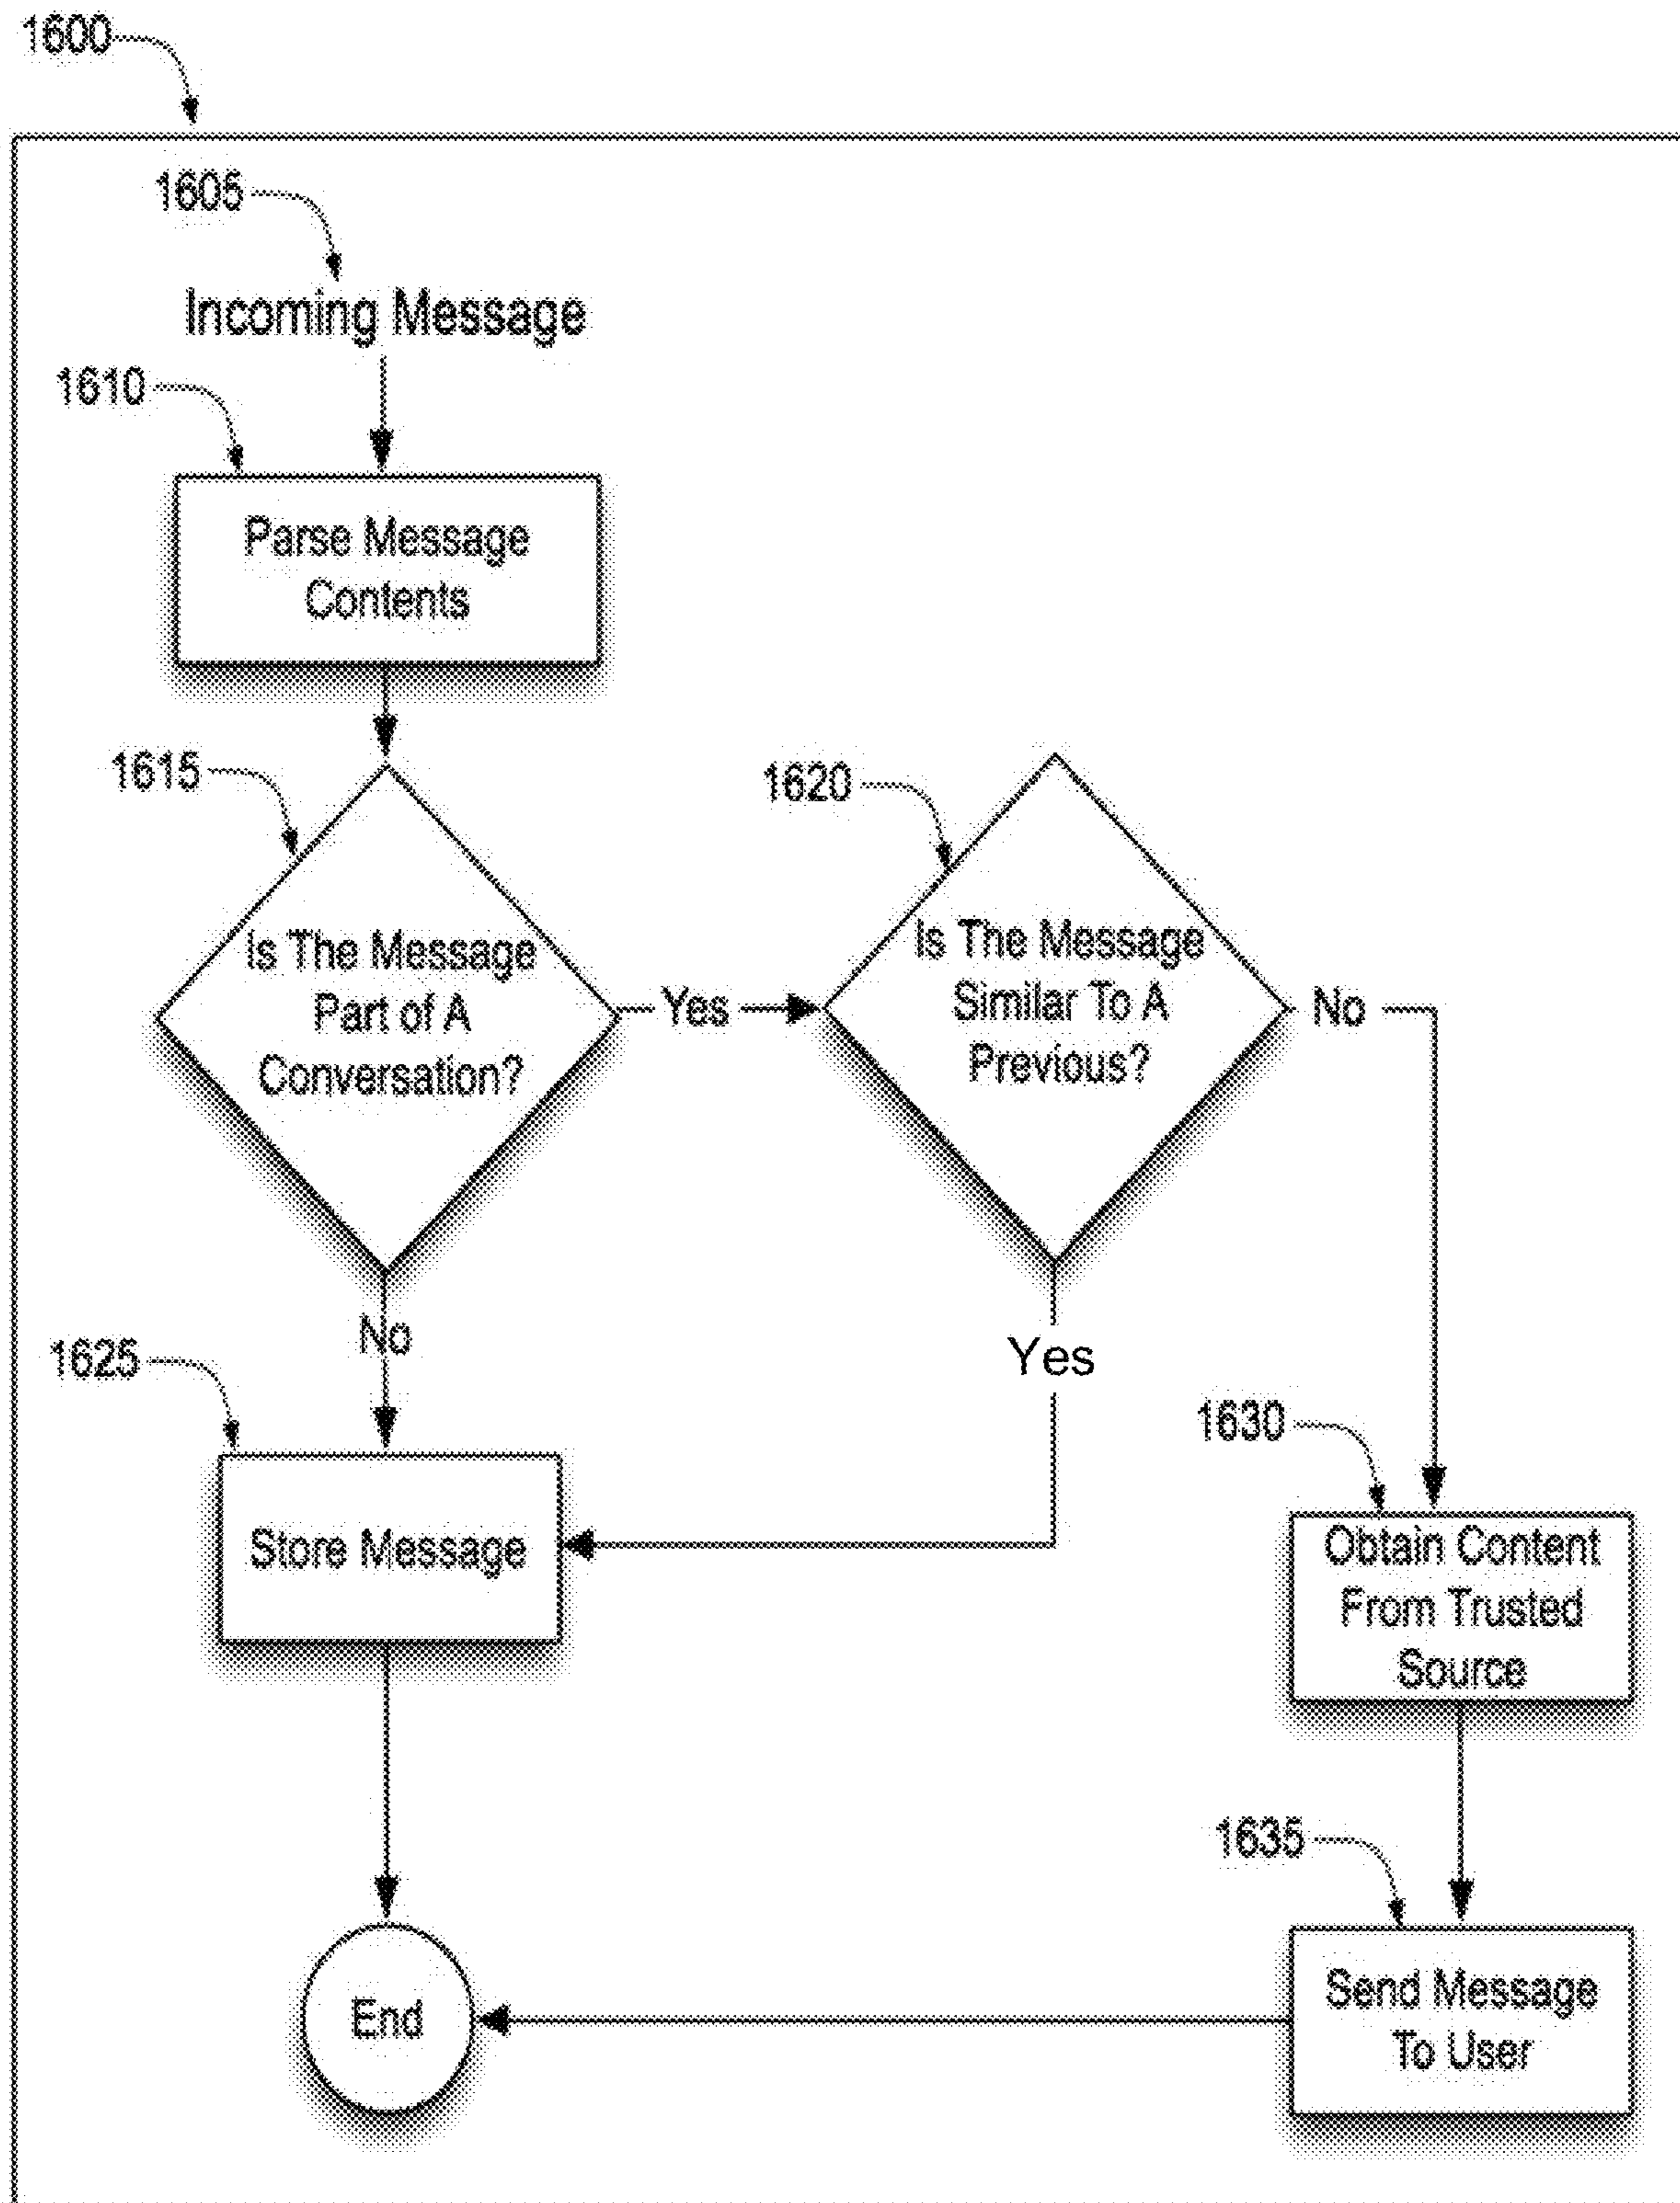 1600
1605
Incoming Message
1610
Parse Message
Contents
1615
Is The Message
Part of A
Conversation?
Yes
1620
Is The Message
Similar To A
Previous?
No
No
Yes
1625
Store Message
1630
Obtain Content
From Trusted
Source
1635
Send Message
To User
End